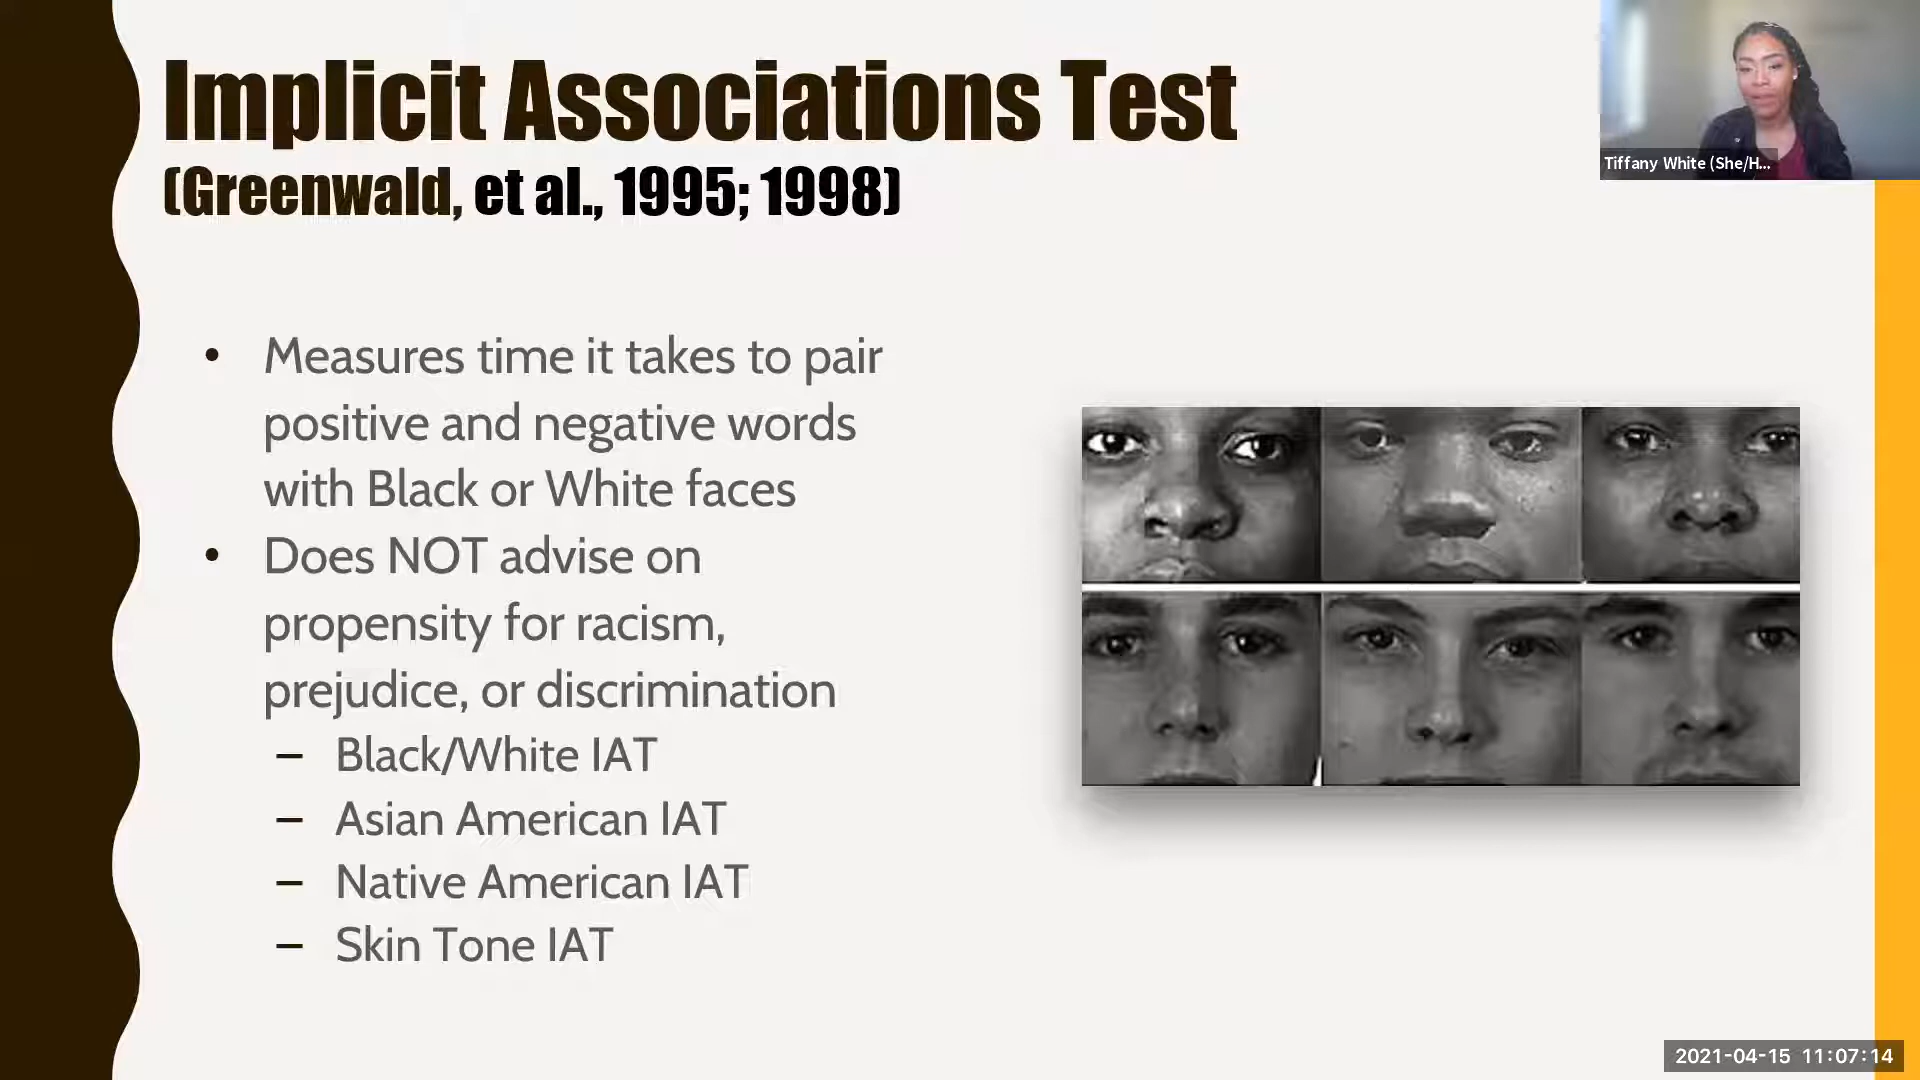 Implicit Associations Test
(Greenwald, et al., 1995; 1998)
Tiffany White (She/H...
• Measures time it takes to pair
positive and negative words
with Black or White faces
• Does NOT advise on
propensity for racism,
prejudice, or discrimination
– Black/White IAT
– Asian American IAT
– Native American IAT
– Skin Tone IAT
2021-04-15 11:07:14